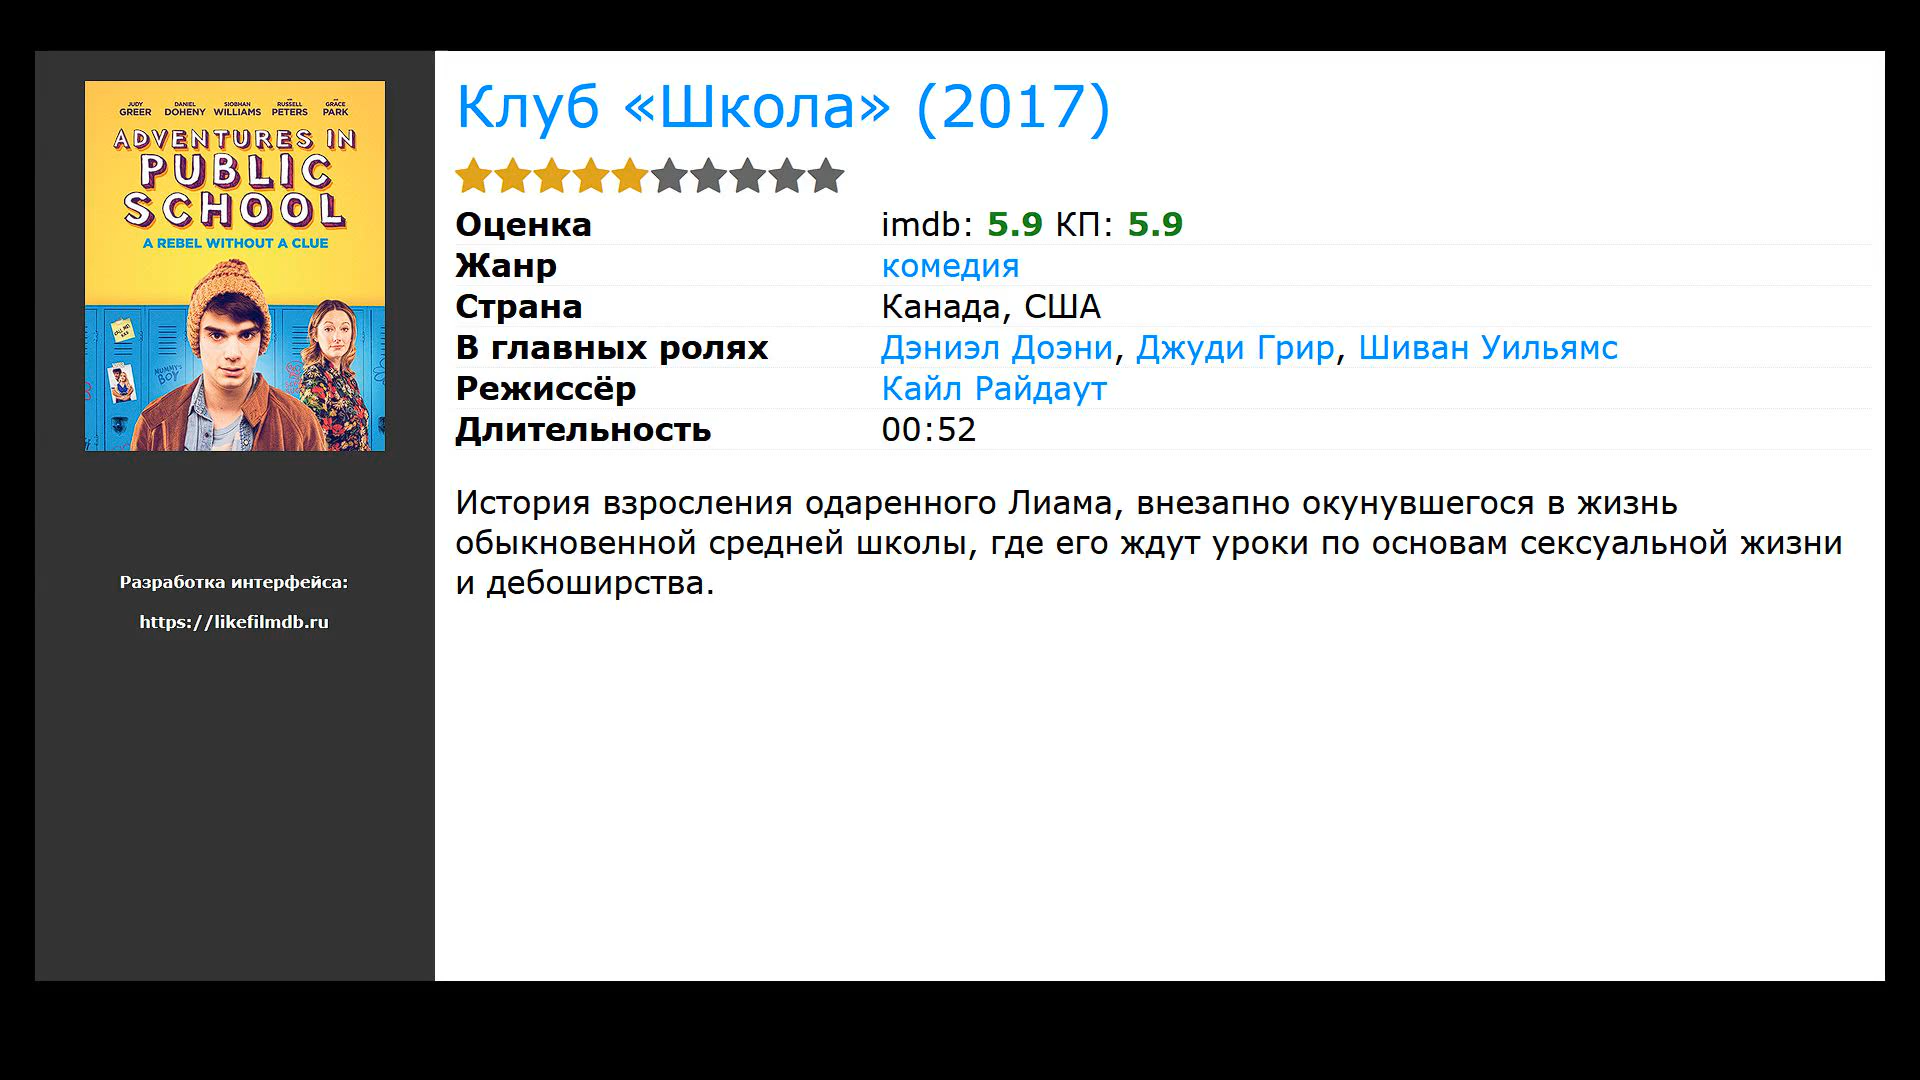 JUDY GREER DANIEL DOHENY SIOBHAN WILLIAMS RUSSELL PETERS GRACE PARK
ADVENTURES IN
PUBLIC
SCHOOL
A REBEL WITHOUT A CLUE
MUMMY'S
BOY
Разработка интерфейса:
https://likefilmdb.ru
Клуб «Школа» (2017)
Оценка imdb: 5.9 КП: 5.9
Жанр комедия
Страна Канада, США
В главных ролях Дэниэл Доэни, Джуди Грир, Шиван Уильямс
Режиссёр Кайл Райдаут
Длительность 00:52
История взросления одаренного Лиама, внезапно окунувшегося в жизнь
обыкновенной средней школы, где его ждут уроки по основам сексуальной жизни
и дебоширства.